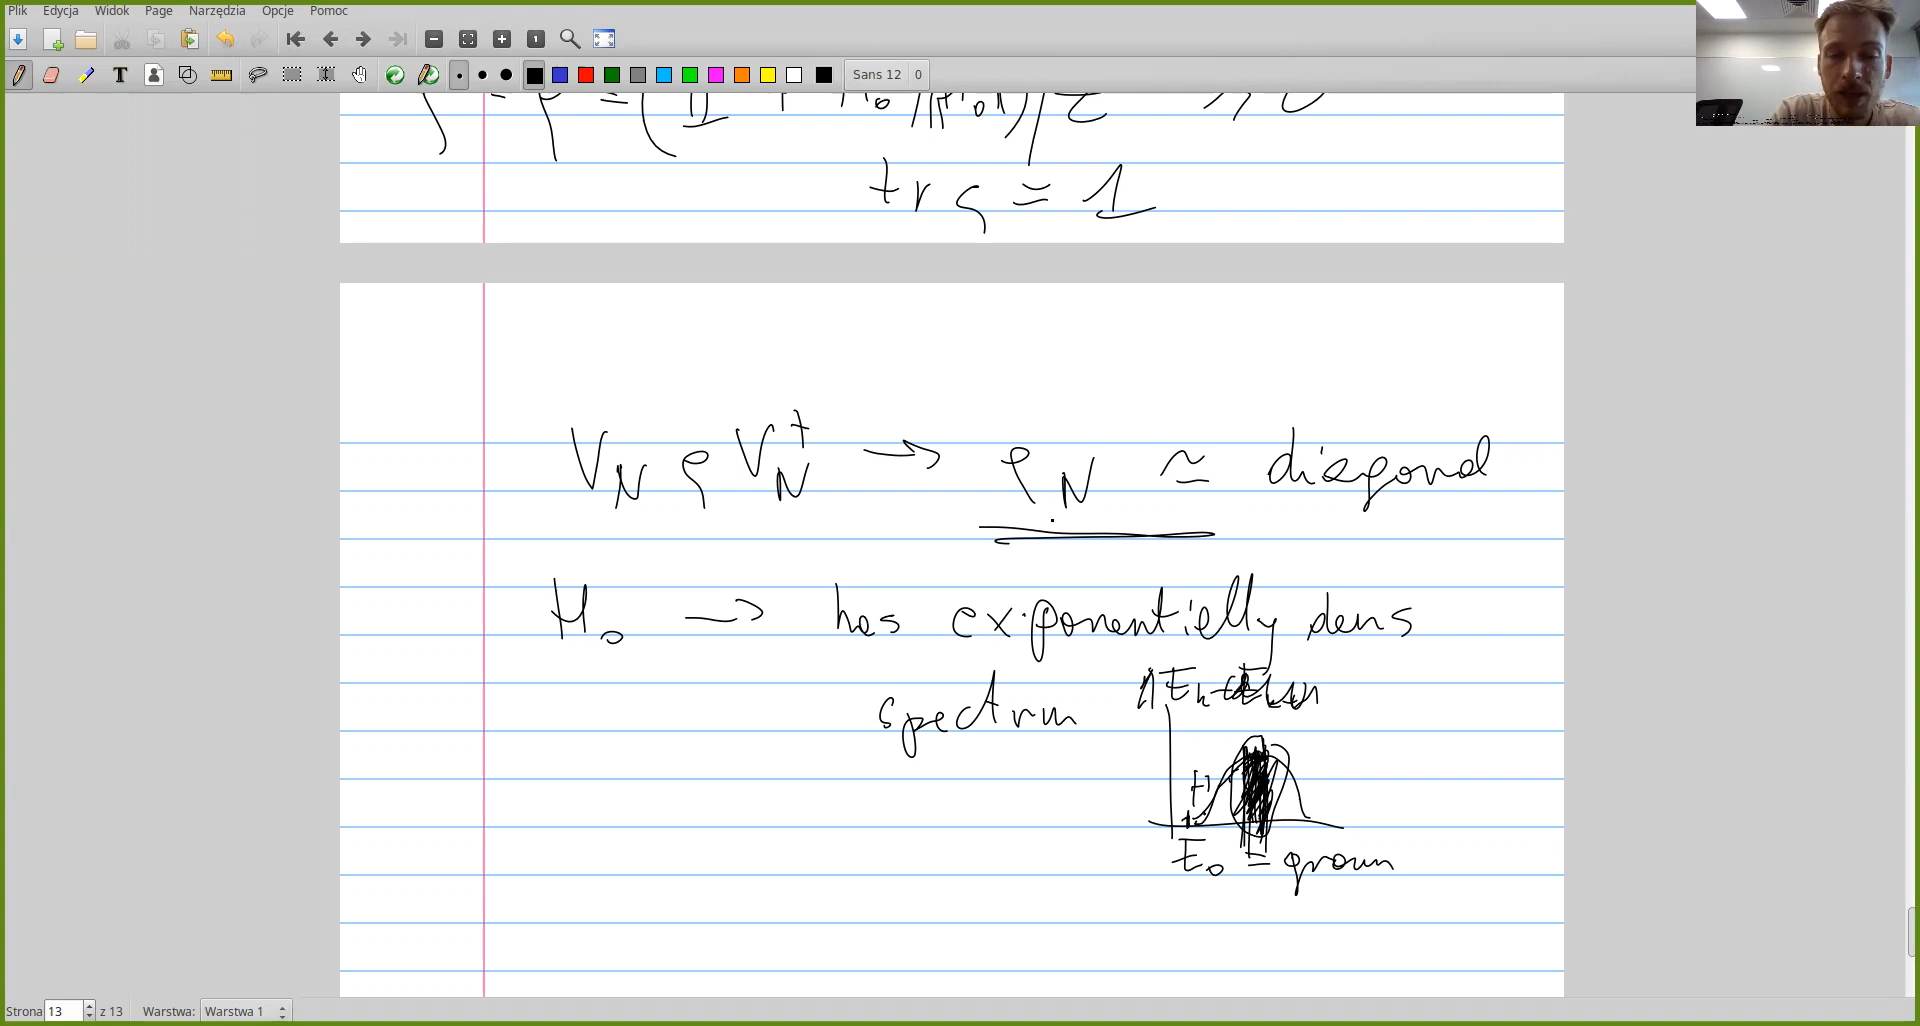 Plik Edycja Widok Page Narzędzia Opcje Pomoc
Sans 12 0
tr ρ = 1
V_N ρ V_N^† → ρ_N ≃ diagonal
H_0 → has exponentially dens
spectrum
E_0 = groun
Strona 13 z 13 Warstwa: Warstwa 1